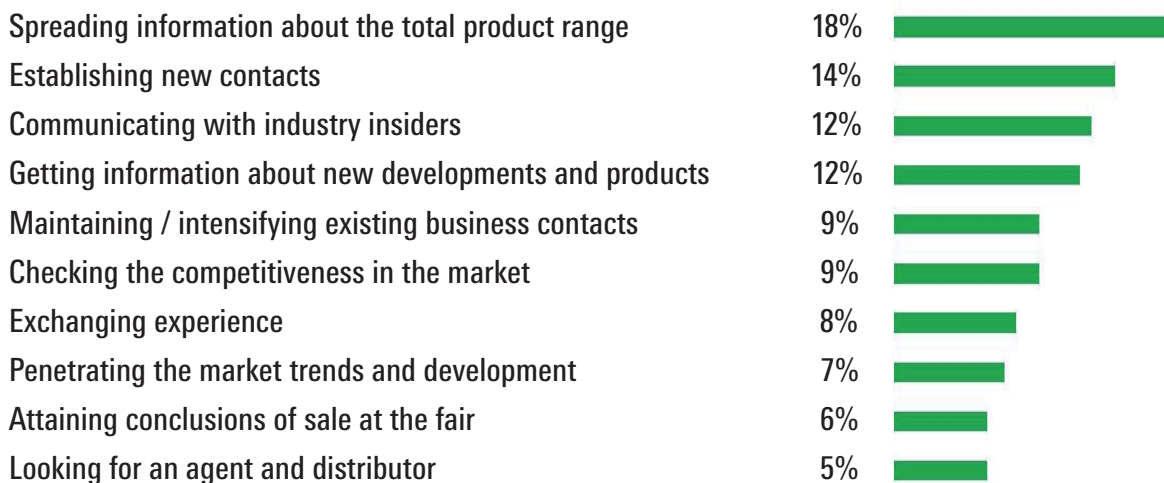 Spreading information about the total product range 18%
Establishing new contacts 14%
Communicating with industry insiders 12%
Getting information about new developments and products 12%
Maintaining / intensifying existing business contacts 9%
Checking the competitiveness in the market 9%
Exchanging experience 8%
Penetrating the market trends and development 7%
Attaining conclusions of sale at the fair 6%
Looking for an agent and distributor 5%